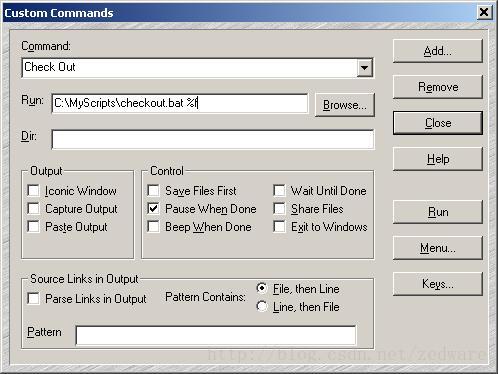 Custom Commands
Command:
Check Out
Add...
Run: C:\MyScripts\checkout.bat %f
Browse...
Remove
Dir:
Close
Help
Output
Iconic Window
Capture Output
Paste Output
Control
Save Files First
Pause When Done
Beep When Done
Wait Until Done
Share Files
Exit to Windows
Run
Menu...
Keys...
Source Links in Output
Parse Links in Output
Pattern Contains:
File, then Line
Line, then File
Pattern
http://blog.csdn.net/zedware